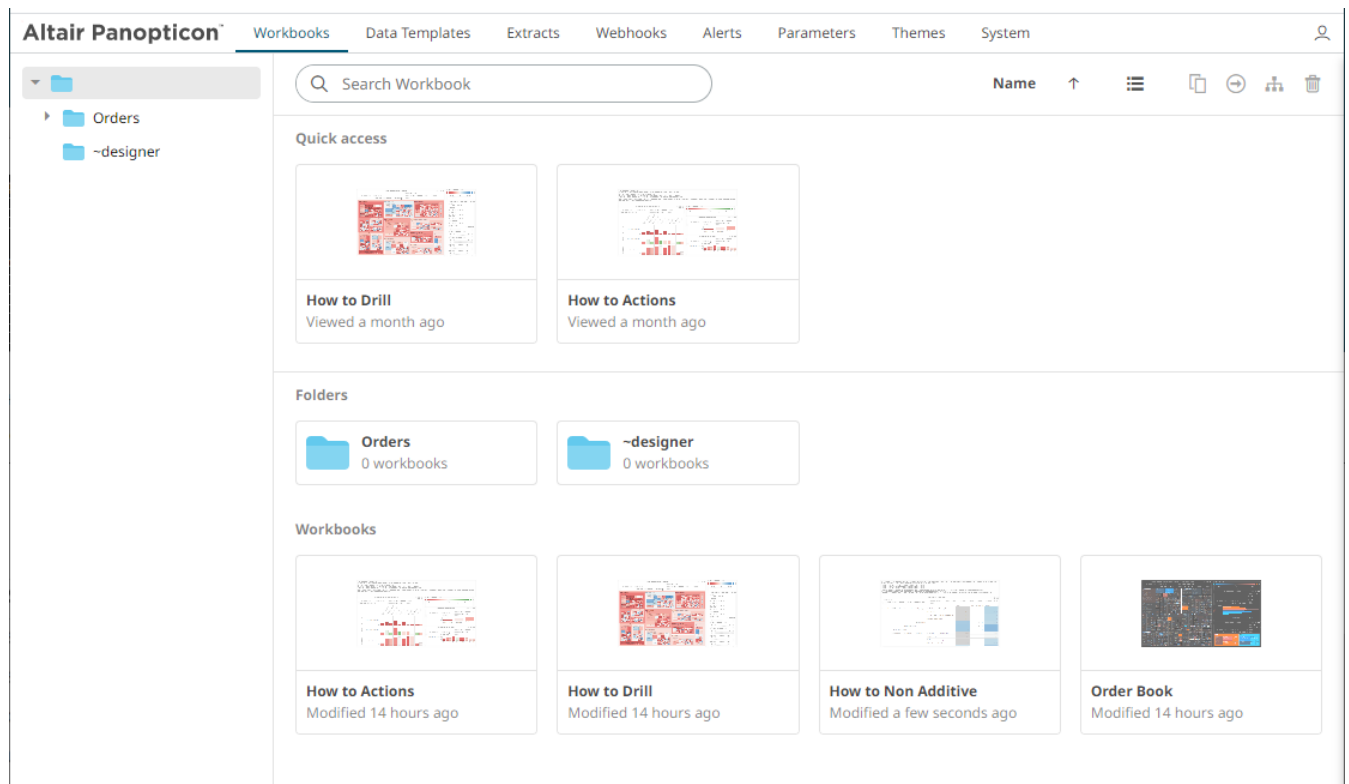 Altair Panopticon™ Workbooks Data Templates Extracts Webhooks Alerts Parameters Themes System
Search Workbook Name
Orders
~designer
Quick access
How to Drill
Viewed a month ago
How to Actions
Viewed a month ago
Folders
Orders
0 workbooks
~designer
0 workbooks
Workbooks
How to Actions
Modified 14 hours ago
How to Drill
Modified 14 hours ago
How to Non Additive
Modified a few seconds ago
Order Book
Modified 14 hours ago